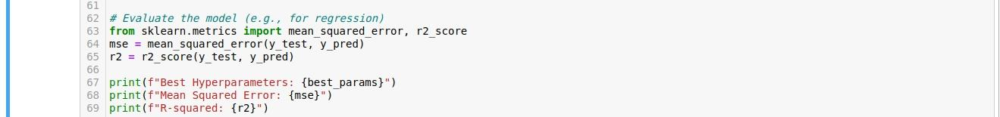 61
62 # Evaluate the model (e.g., for regression)
63 from sklearn.metrics import mean_squared_error, r2_score
64 mse = mean_squared_error(y_test, y_pred)
65 r2 = r2_score(y_test, y_pred)
66
67 print(f"Best Hyperparameters: {best_params}")
68 print(f"Mean Squared Error: {mse}")
69 print(f"R-squared: {r2}")